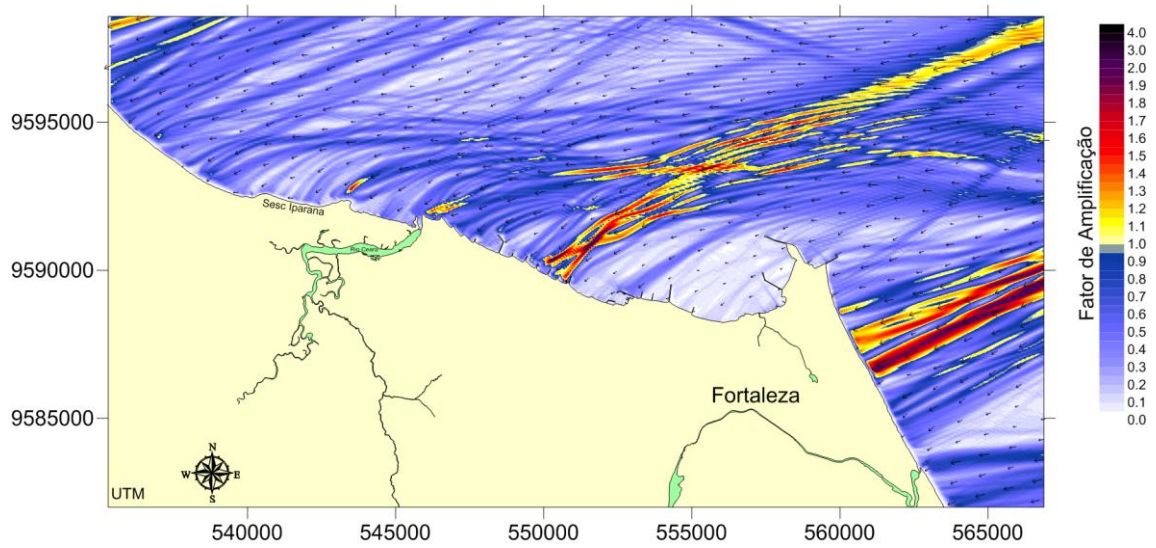 9595000
9590000
9585000
Sesc Iparana
Rio Ceará
Fortaleza
N
W E
S
UTM
540000 545000 550000 555000 560000 565000
Fator de Amplificação
4.0
3.0
2.0
1.9
1.8
1.7
1.6
1.5
1.4
1.3
1.2
1.1
1.0
0.9
0.8
0.7
0.6
0.5
0.4
0.3
0.2
0.1
0.0